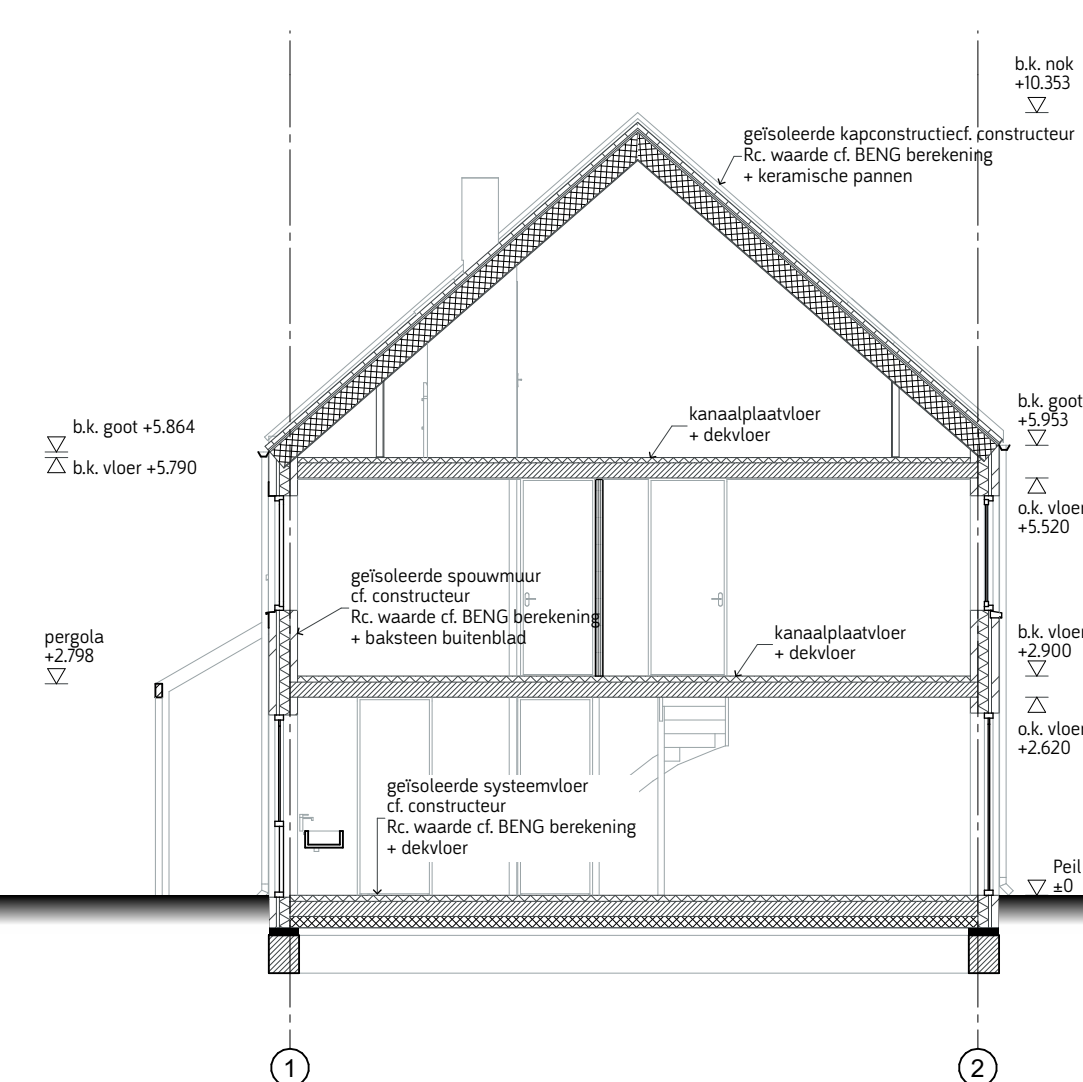 b.k. nok
+10.353
geïsoleerde kapconstructiecf. constructeur
Rc. waarde cf. BENG berekening
+ keramische pannen
b.k. goot +5.864
b.k. vloer +5.790
kanaalplaatvloer
+ dekvloer
b.k. goot
+5.953
o.k. vloer
+5.520
geïsoleerde spouwmuur
cf. constructeur
Rc. waarde cf. BENG berekening
+ baksteen buitenblad
kanaalplaatvloer
+ dekvloer
b.k. vloer
+2.900
pergola
+2.798
o.k. vloer
+2.620
geïsoleerde systeemvloer
cf. constructeur
Rc. waarde cf. BENG berekening
+ dekvloer
Peil
±0
1
2